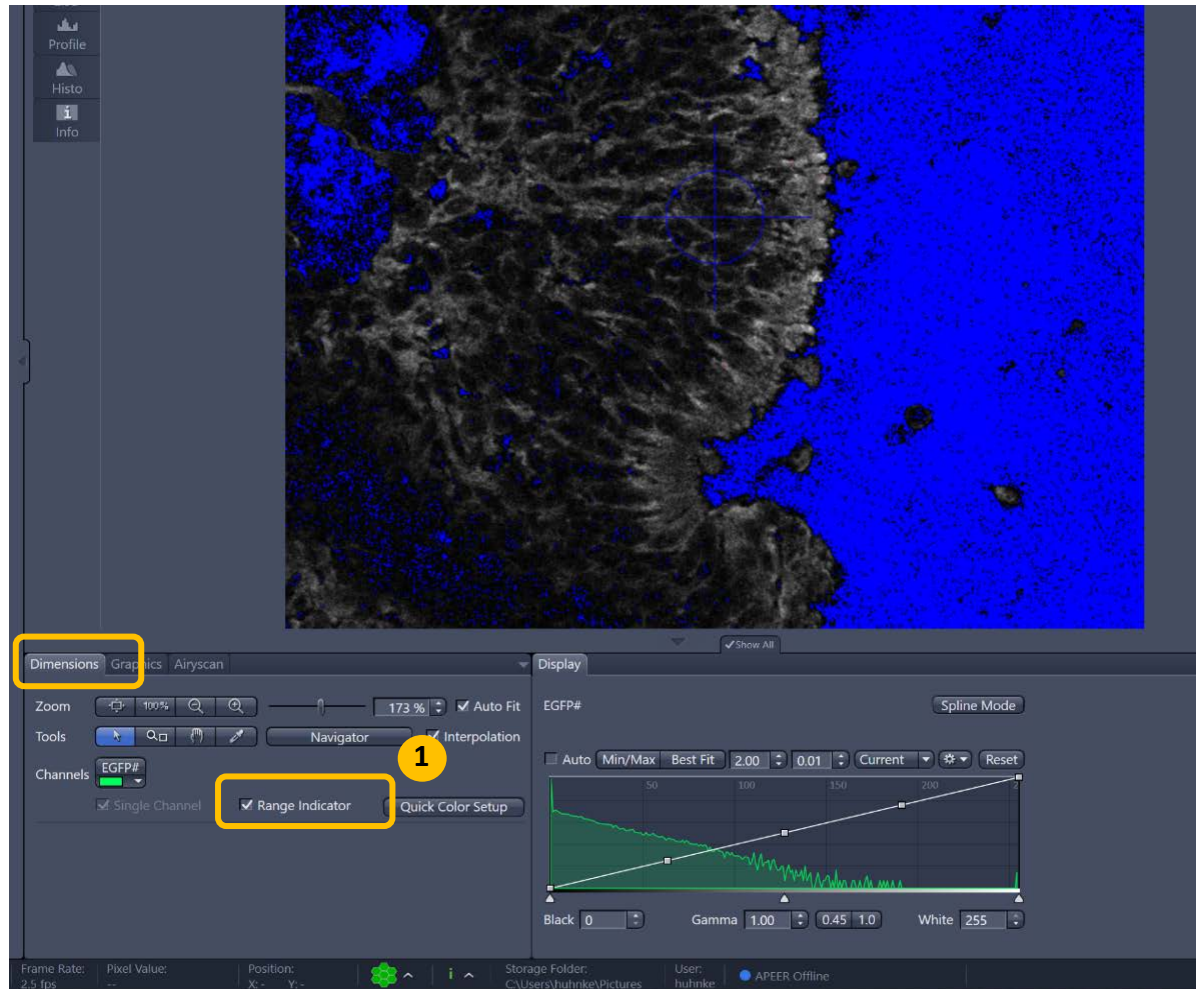 Profile
Histo
i
Info
✓Show All
Dimensions Graphics Airyscan
Display
Zoom 100% 173 % Auto Fit
EGFP#
Spline Mode
Tools Navigator Interpolation
1
Auto Min/Max Best Fit 2.00 0.01 Current Reset
Channels EGFP#
Single Channel Range Indicator Quick Color Setup
50 100 150 200 2
Black 0 Gamma 1.00 0.45 1.0 White 255
Frame Rate: Pixel Value: Position: Storage Folder: User:
2.5 fps -- X: - Y: - i C:\Users\huhnke\Pictures huhnke APEER Offline